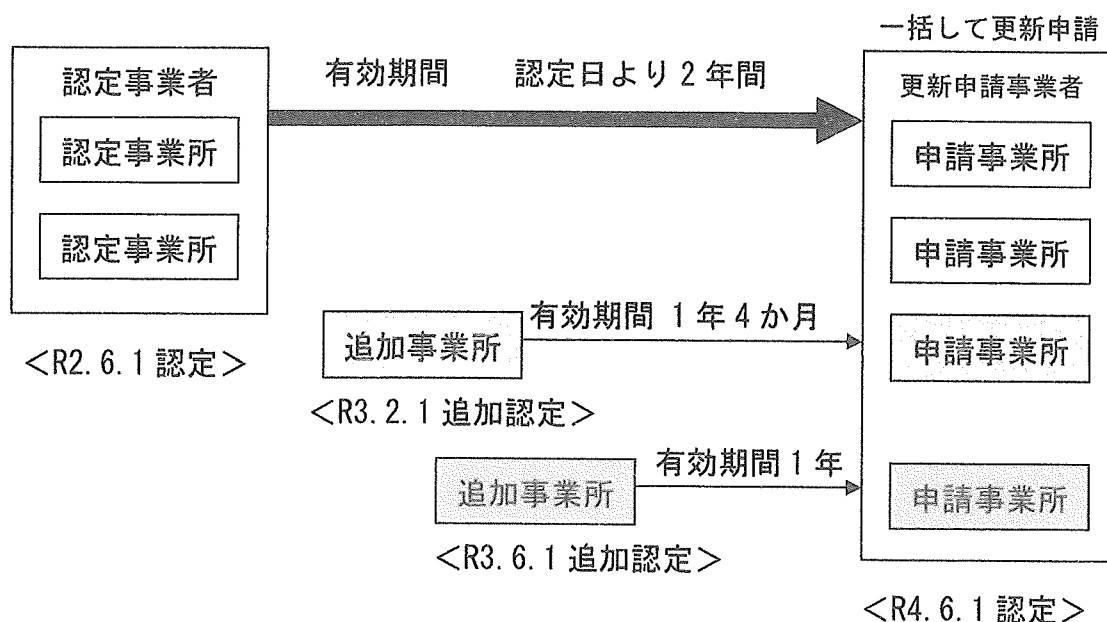 一括して更新申請
認定事業者
有効期間　　認定日より2年間
更新申請事業者
認定事業所
申請事業所
認定事業所
申請事業所
<R2.6.1認定>
追加事業所
有効期間 1年4か月
申請事業所
<R3.2.1追加認定>
追加事業所
有効期間1年
申請事業所
<R3.6.1追加認定>
<R4.6.1認定>